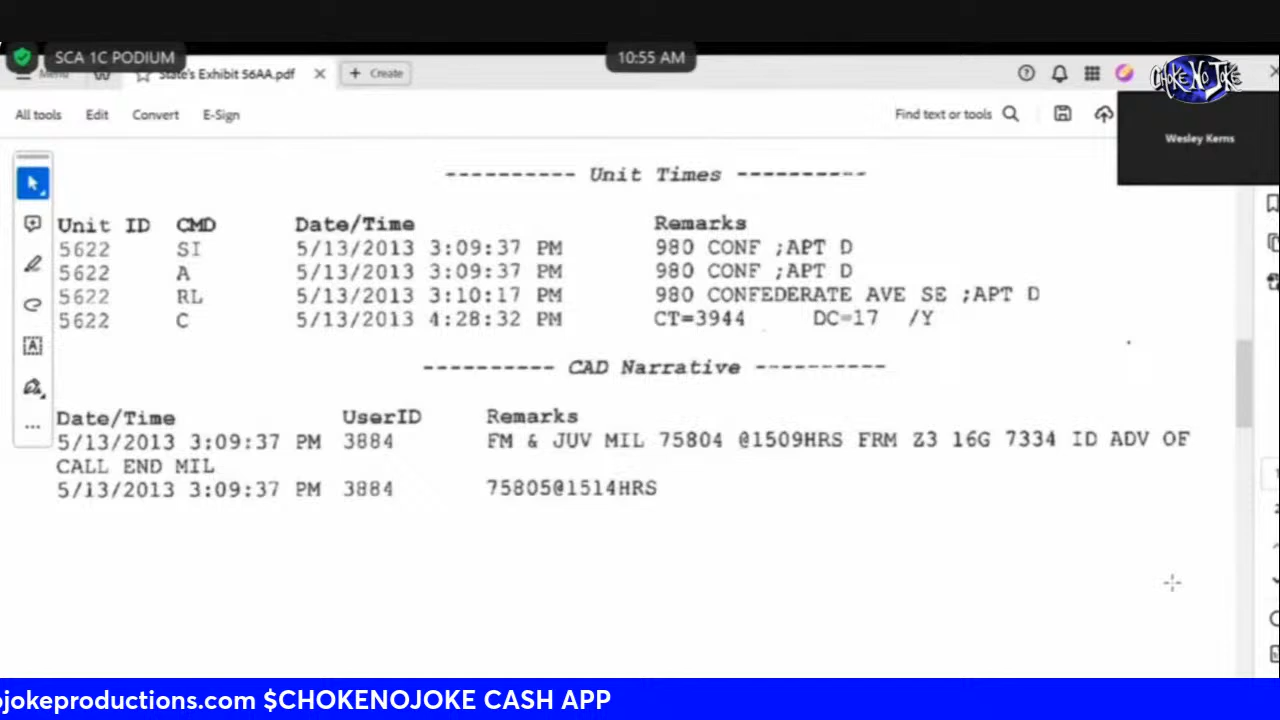 SCA 1C PODIUM
10:55 AM
Menu
State's Exhibit 56AA.pdf
Create
CHOKE NO JOKE
All tools Edit Convert E-Sign
Find text or tools
Wesley Kerns
---------- Unit Times ----------
Unit ID CMD Date/Time Remarks
5622 SI 5/13/2013 3:09:37 PM 980 CONF ;APT D
5622 A 5/13/2013 3:09:37 PM 980 CONF ;APT D
5622 RL 5/13/2013 3:10:17 PM 980 CONFEDERATE AVE SE ;APT D
5622 C 5/13/2013 4:28:32 PM CT=3944 DC=17 /Y
---------- CAD Narrative ----------
Date/Time UserID Remarks
5/13/2013 3:09:37 PM 3884 FM & JUV MIL 75804 @1509HRS FRM Z3 16G 7334 ID ADV OF
CALL END MIL
5/13/2013 3:09:37 PM 3884 75805@1514HRS
ojokeproductions.com $CHOKENOJOKE CASH APP